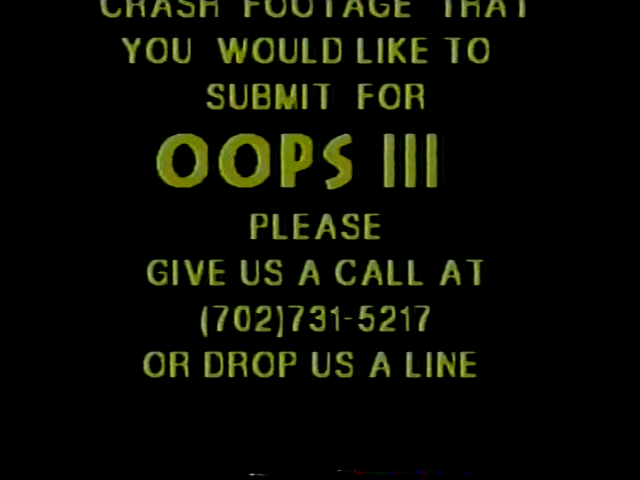 CRASH FOOTAGE THAT
YOU WOULD LIKE TO
SUBMIT FOR
OOPS III
PLEASE
GIVE US A CALL AT
(702)731-5217
OR DROP US A LINE